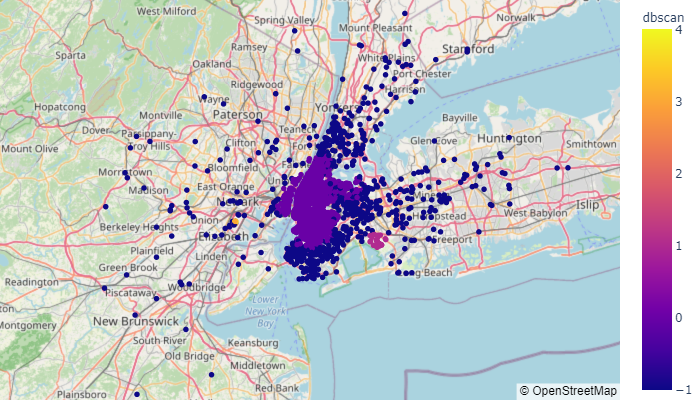 dbscan
4
3
2
1
0
−1
West Milford
Spring Valley
Mount Pleasant
Norwalk
Sparta
Ramsey
White Plains
Stamford
Oakland
Port Chester
Ridgewood
Harrison
Hopatcong
Wayne
Yonkers
Montville
Paterson
Bayville
Dover
Parsippany-
Troy Hills
Teaneck
Clifton
Glen Cove
Huntington
Smithtown
Mount Olive
Bloomfield
Morristown
Madison
East Orange
Newark
Hempstead
West Babylon
Islip
Union
Berkeley Heights
Elizabeth
Freeport
Plainfield
Linden
Green Brook
Long Beach
Readington
Woodbridge
Piscataway
Lower
New York
Bay
New Brunswick
Montgomery
South River
Keansburg
Old Bridge
Middletown
Plainsboro
Red Bank
© OpenStreetMap